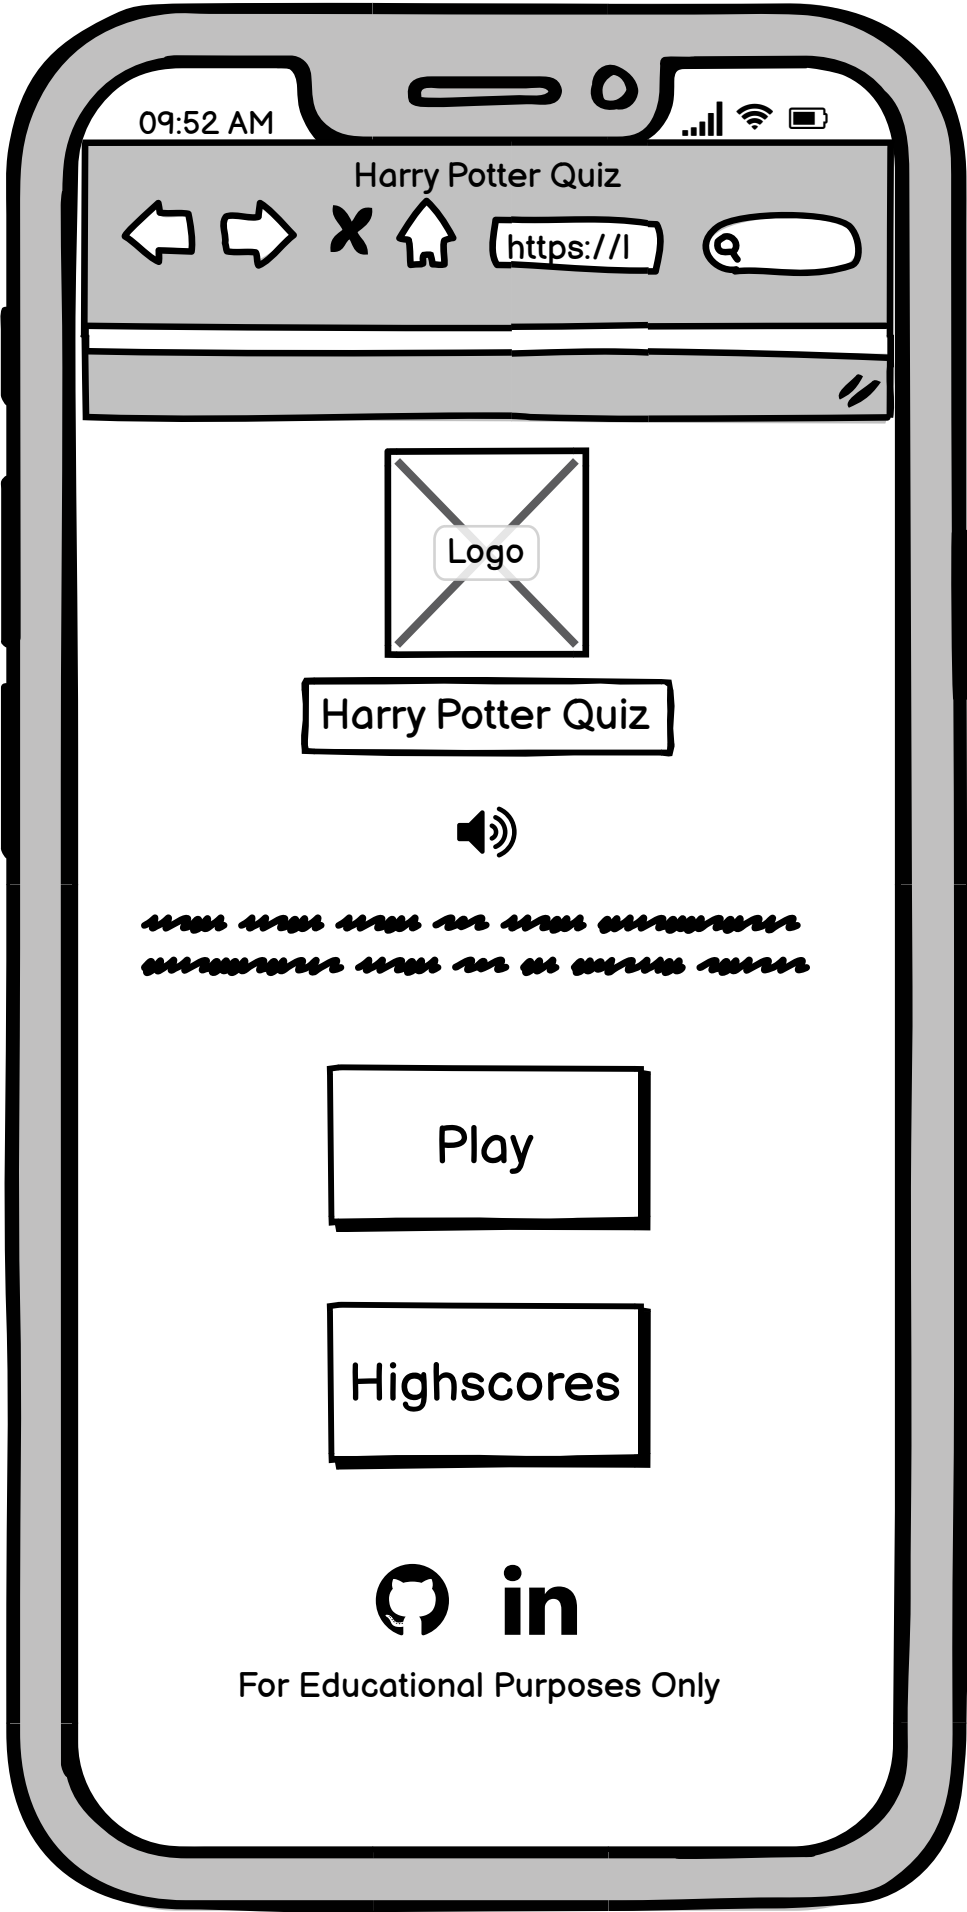 09:52 AM
Harry Potter Quiz
https://l
Logo
Harry Potter Quiz
Play
Highscores
in
For Educational Purposes Only